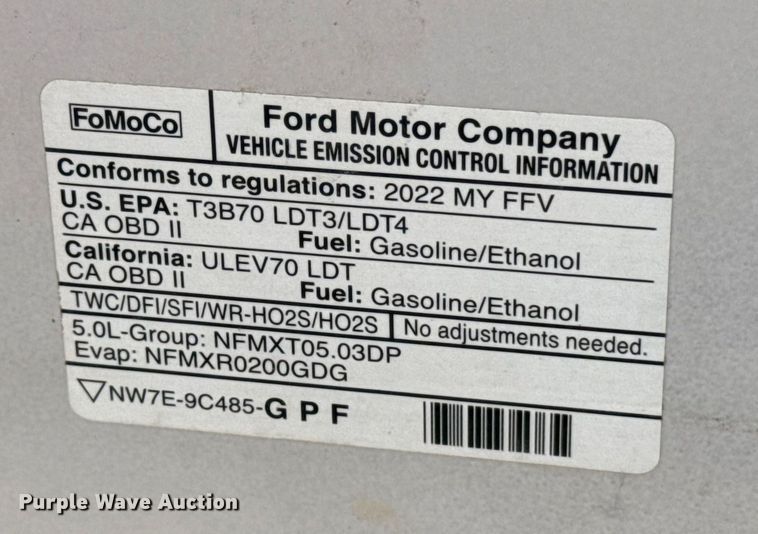 FoMoCo
Ford Motor Company
VEHICLE EMISSION CONTROL INFORMATION
Conforms to regulations: 2022 MY FFV
U.S. EPA: T3B70 LDT3/LDT4
CA OBD II Fuel: Gasoline/Ethanol
California: ULEV70 LDT
CA OBD II Fuel: Gasoline/Ethanol
TWC/DFI/SFI/WR-HO2S/HO2S No adjustments needed.
5.0L-Group: NFMXT05.03DP
Evap: NFMXR0200GDG
NW7E-9C485-G P F
Purple Wave Auction